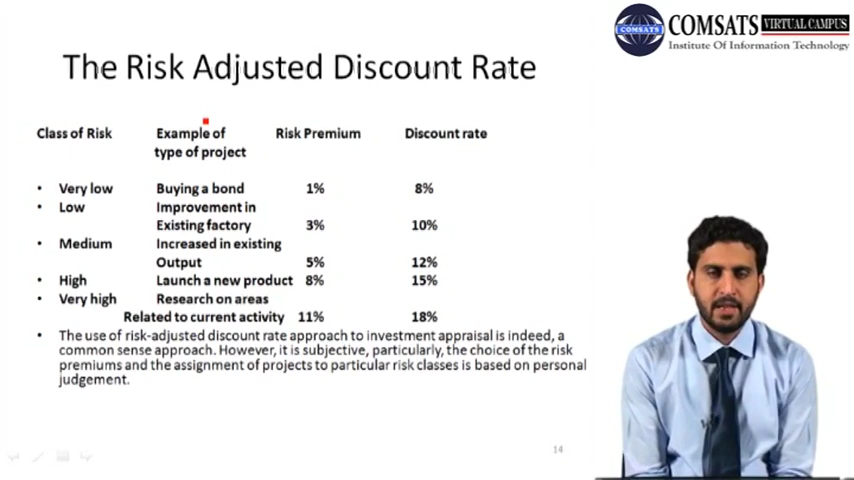 COMSATS
COMSATS VIRTUAL CAMPUS
Institute Of Information Technology
The Risk Adjusted Discount Rate
Class of Risk Example of Risk Premium Discount rate
type of project
• Very low Buying a bond 1% 8%
• Low Improvement in
Existing factory 3% 10%
• Medium Increased in existing
Output 5% 12%
• High Launch a new product 8% 15%
• Very high Research on areas
Related to current activity 11% 18%
• The use of risk-adjusted discount rate approach to investment appraisal is indeed, a
common sense approach. However, it is subjective, particularly, the choice of the risk
premiums and the assignment of projects to particular risk classes is based on personal
judgement.
14